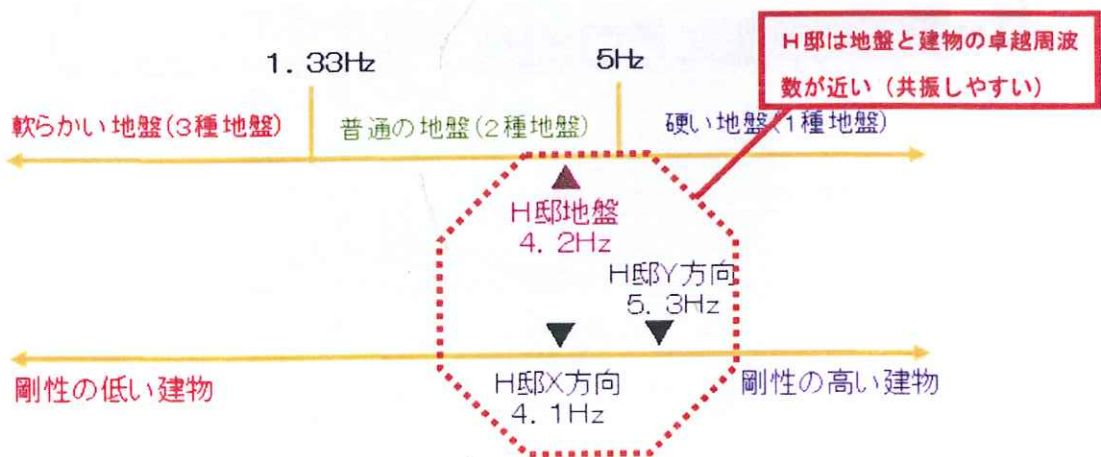 H邸は地盤と建物の卓越周波
数が近い（共振しやすい）
1.33Hz
5Hz
軟らかい地盤(3種地盤)
普通の地盤(2種地盤)
硬い地盤(1種地盤)
H邸地盤
4.2Hz
H邸Y方向
5.3Hz
剛性の低い建物
H邸X方向
4.1Hz
剛性の高い建物